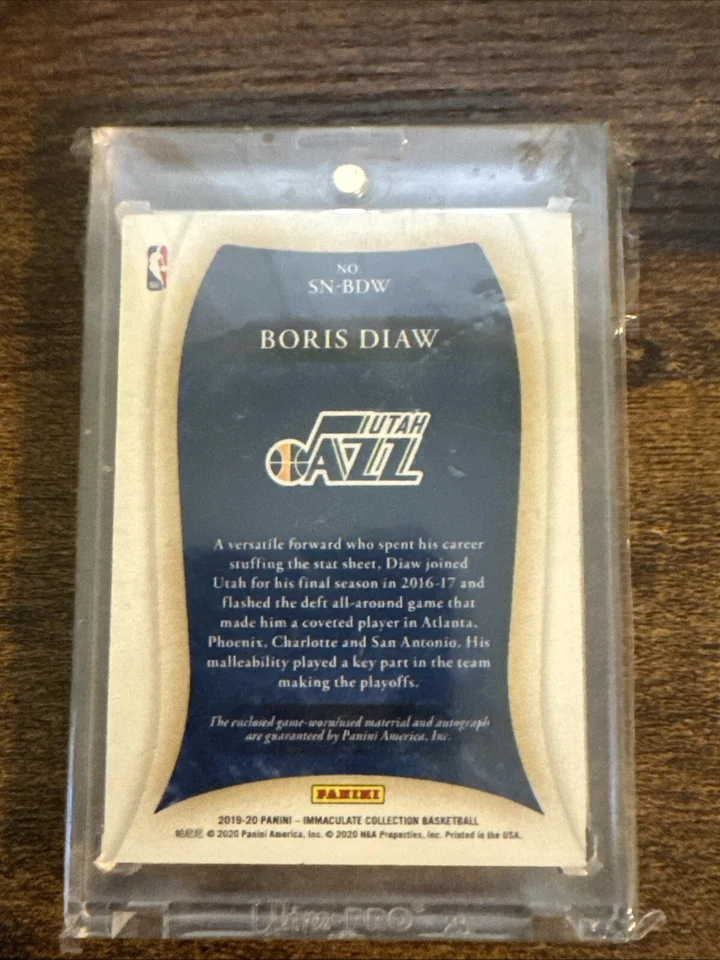 NO.
SN-BDW
BORIS DIAW
UTAH
JAZZ
A versatile forward who spent his career
stuffing the stat sheet, Diaw joined
Utah for his final season in 2016-17 and
flashed the deft all-around game that
made him a coveted player in Atlanta,
Phoenix, Charlotte and San Antonio. His
malleability played a key part in the team
making the playoffs.
The enclosed game-worn/used material and autograph
are guaranteed by Panini America, Inc.
PANINI
2019-20 PANINI – IMMACULATE COLLECTION BASKETBALL
帕尼尼 © 2020 Panini America, Inc. © 2020 NBA Properties, Inc. Printed in the USA.
Ultra PRO